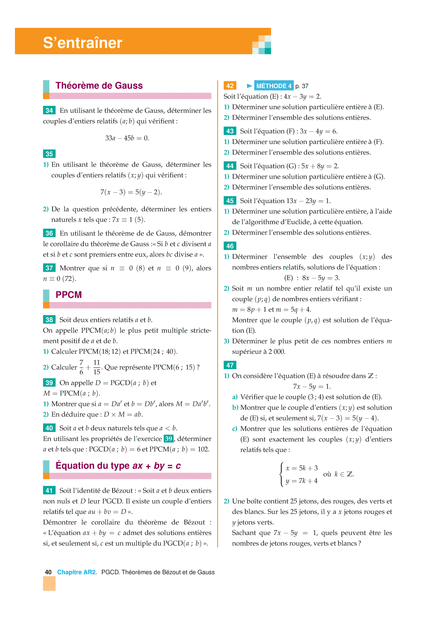 S'entraîner
Théorème de Gauss
34 En utilisant le théorème de Gauss, déterminer les
couples d'entiers relatifs (a; b) qui vérifient :
33a − 45b = 0.
35
1) En utilisant le théorème de Gauss, déterminer les
couples d'entiers relatifs (x; y) qui vérifient :
7(x − 3) = 5(y − 2).
2) De la question précédente, déterminer les entiers
naturels x tels que : 7x ≡ 1 (5).
36 En utilisant le théorème de de Gauss, démontrer
le corollaire du théorème de Gauss : « Si b et c divisent a
et si b et c sont premiers entre eux, alors bc divise a ».
37 Montrer que si n ≡ 0 (8) et n ≡ 0 (9), alors
n ≡ 0 (72).
PPCM
38 Soit deux entiers relatifs a et b.
On appelle PPCM(a; b) le plus petit multiple stricte-
ment positif de a et de b.
1) Calculer PPCM(18; 12) et PPCM(24 ; 40).
2) Calculer 7/6 + 11/15. Que représente PPCM(6 ; 15) ?
39 On appelle D = PGCD(a ; b) et
M = PPCM(a ; b).
1) Montrer que si a = Da′ et b = Db′, alors M = Da′b′.
2) En déduire que : D × M = ab.
40 Soit a et b deux naturels tels que a < b.
En utilisant les propriétés de l'exercice 39, déterminer
a et b tels que : PGCD(a ; b) = 6 et PPCM(a ; b) = 102.
Équation du type ax + by = c
41 Soit l'identité de Bézout : « Soit a et b deux entiers
non nuls et D leur PGCD. Il existe un couple d'entiers
relatifs tel que au + bv = D ».
Démontrer le corollaire du théorème de Bézout :
« L'équation ax + by = c admet des solutions entières
si, et seulement si, c est un multiple du PGCD(a ; b) ».
42 ► MÉTHODE 4 p. 37
Soit l'équation (E) : 4x − 3y = 2.
1) Déterminer une solution particulière entière à (E).
2) Déterminer l'ensemble des solutions entières.
43 Soit l'équation (F) : 3x − 4y = 6.
1) Déterminer une solution particulière entière à (F).
2) Déterminer l'ensemble des solutions entières.
44 Soit l'équation (G) : 5x + 8y = 2.
1) Déterminer une solution particulière entière à (G).
2) Déterminer l'ensemble des solutions entières.
45 Soit l'équation 13x − 23y = 1.
1) Déterminer une solution particulière entière, à l'aide
de l'algorithme d'Euclide, à cette équation.
2) Déterminer l'ensemble des solutions entières.
46
1) Déterminer l'ensemble des couples (x; y) des
nombres entiers relatifs, solutions de l'équation :
(E) : 8x − 5y = 3.
2) Soit m un nombre entier relatif tel qu'il existe un
couple (p; q) de nombres entiers vérifiant :
m = 8p + 1 et m = 5q + 4.
Montrer que le couple (p, q) est solution de l'équa-
tion (E).
3) Déterminer le plus petit de ces nombres entiers m
supérieur à 2 000.
47
1) On considère l'équation (E) à résoudre dans ℤ :
7x − 5y = 1.
a) Vérifier que le couple (3 ; 4) est solution de (E).
b) Montrer que le couple d'entiers (x; y) est solution
de (E) si, et seulement si, 7(x − 3) = 5(y − 4).
c) Montrer que les solutions entières de l'équation
(E) sont exactement les couples (x; y) d'entiers
relatifs tels que :
{ x = 5k + 3
{ y = 7k + 4 où k ∈ ℤ.
2) Une boîte contient 25 jetons, des rouges, des verts et
des blancs. Sur les 25 jetons, il y a x jetons rouges et
y jetons verts.
Sachant que 7x − 5y = 1, quels peuvent être les
nombres de jetons rouges, verts et blancs ?
40 Chapitre AR2. PGCD. Théorèmes de Bézout et de Gauss